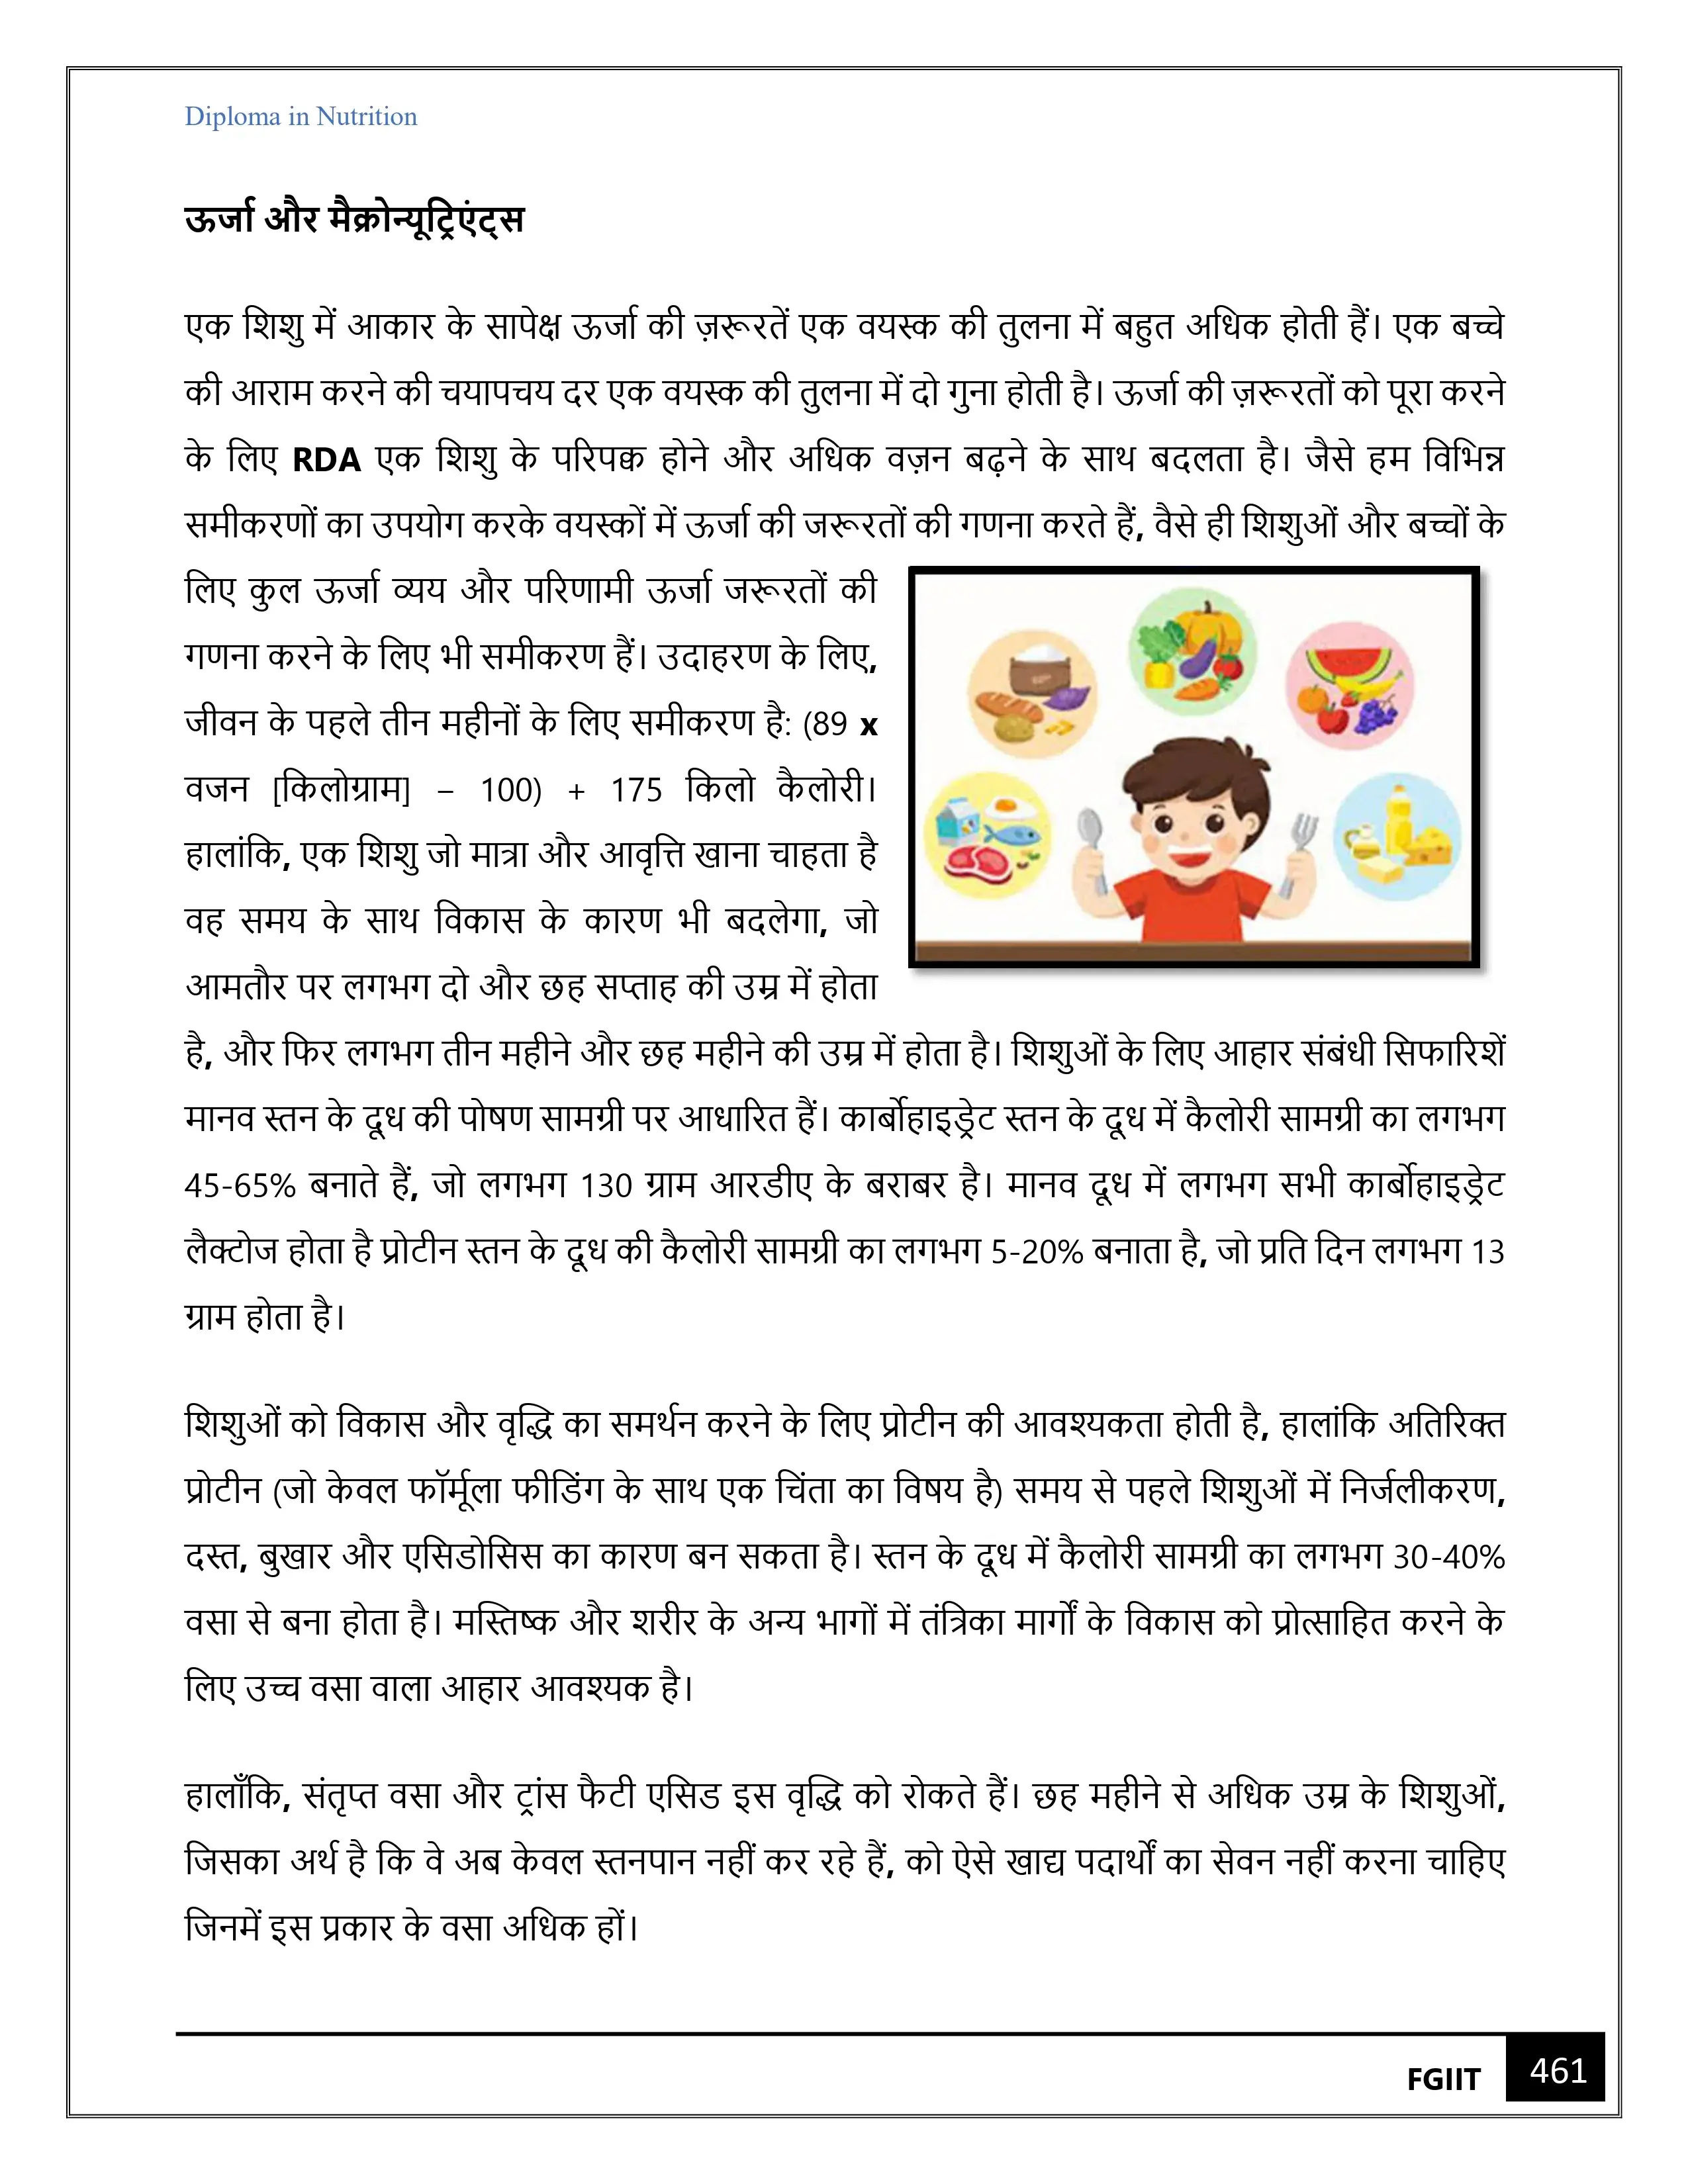 Diploma in Nutrition
ऊर्जा और मैक्रोन्यूट्रिएंट्स
एक शिशु में आकार के सापेक्ष ऊर्जा की ज़रूरतें एक वयस्क की तुलना में बहुत अधिक होती हैं। एक बच्चे
की आराम करने की चयापचय दर एक वयस्क की तुलना में दो गुना होती है। ऊर्जा की ज़रूरतों को पूरा करने
के लिए RDA एक शिशु के परिपक्व होने और अधिक वज़न बढ़ने के साथ बदलता है। जैसे हम विभिन्न
समीकरणों का उपयोग करके वयस्कों में ऊर्जा की जरूरतों की गणना करते हैं, वैसे ही शिशुओं और बच्चों के
लिए कुल ऊर्जा व्यय और परिणामी ऊर्जा जरूरतों की
गणना करने के लिए भी समीकरण हैं। उदाहरण के लिए,
जीवन के पहले तीन महीनों के लिए समीकरण है: (89 x
वजन [किलोग्राम] – 100) + 175 किलो कैलोरी।
हालांकि, एक शिशु जो मात्रा और आवृत्ति खाना चाहता है
वह समय के साथ विकास के कारण भी बदलेगा, जो
आमतौर पर लगभग दो और छह सप्ताह की उम्र में होता
है, और फिर लगभग तीन महीने और छह महीने की उम्र में होता है। शिशुओं के लिए आहार संबंधी सिफारिशें
मानव स्तन के दूध की पोषण सामग्री पर आधारित हैं। कार्बोहाइड्रेट स्तन के दूध में कैलोरी सामग्री का लगभग
45-65% बनाते हैं, जो लगभग 130 ग्राम आरडीए के बराबर है। मानव दूध में लगभग सभी कार्बोहाइड्रेट
लैक्टोज होता है प्रोटीन स्तन के दूध की कैलोरी सामग्री का लगभग 5-20% बनाता है, जो प्रति दिन लगभग 13
ग्राम होता है।
शिशुओं को विकास और वृद्धि का समर्थन करने के लिए प्रोटीन की आवश्यकता होती है, हालांकि अतिरिक्त
प्रोटीन (जो केवल फॉर्मूला फीडिंग के साथ एक चिंता का विषय है) समय से पहले शिशुओं में निर्जलीकरण,
दस्त, बुखार और एसिडोसिस का कारण बन सकता है। स्तन के दूध में कैलोरी सामग्री का लगभग 30-40%
वसा से बना होता है। मस्तिष्क और शरीर के अन्य भागों में तंत्रिका मार्गों के विकास को प्रोत्साहित करने के
लिए उच्च वसा वाला आहार आवश्यक है।
हालाँकि, संतृप्त वसा और ट्रांस फैटी एसिड इस वृद्धि को रोकते हैं। छह महीने से अधिक उम्र के शिशुओं,
जिसका अर्थ है कि वे अब केवल स्तनपान नहीं कर रहे हैं, को ऐसे खाद्य पदार्थों का सेवन नहीं करना चाहिए
जिनमें इस प्रकार के वसा अधिक हों।
FGIIT 461